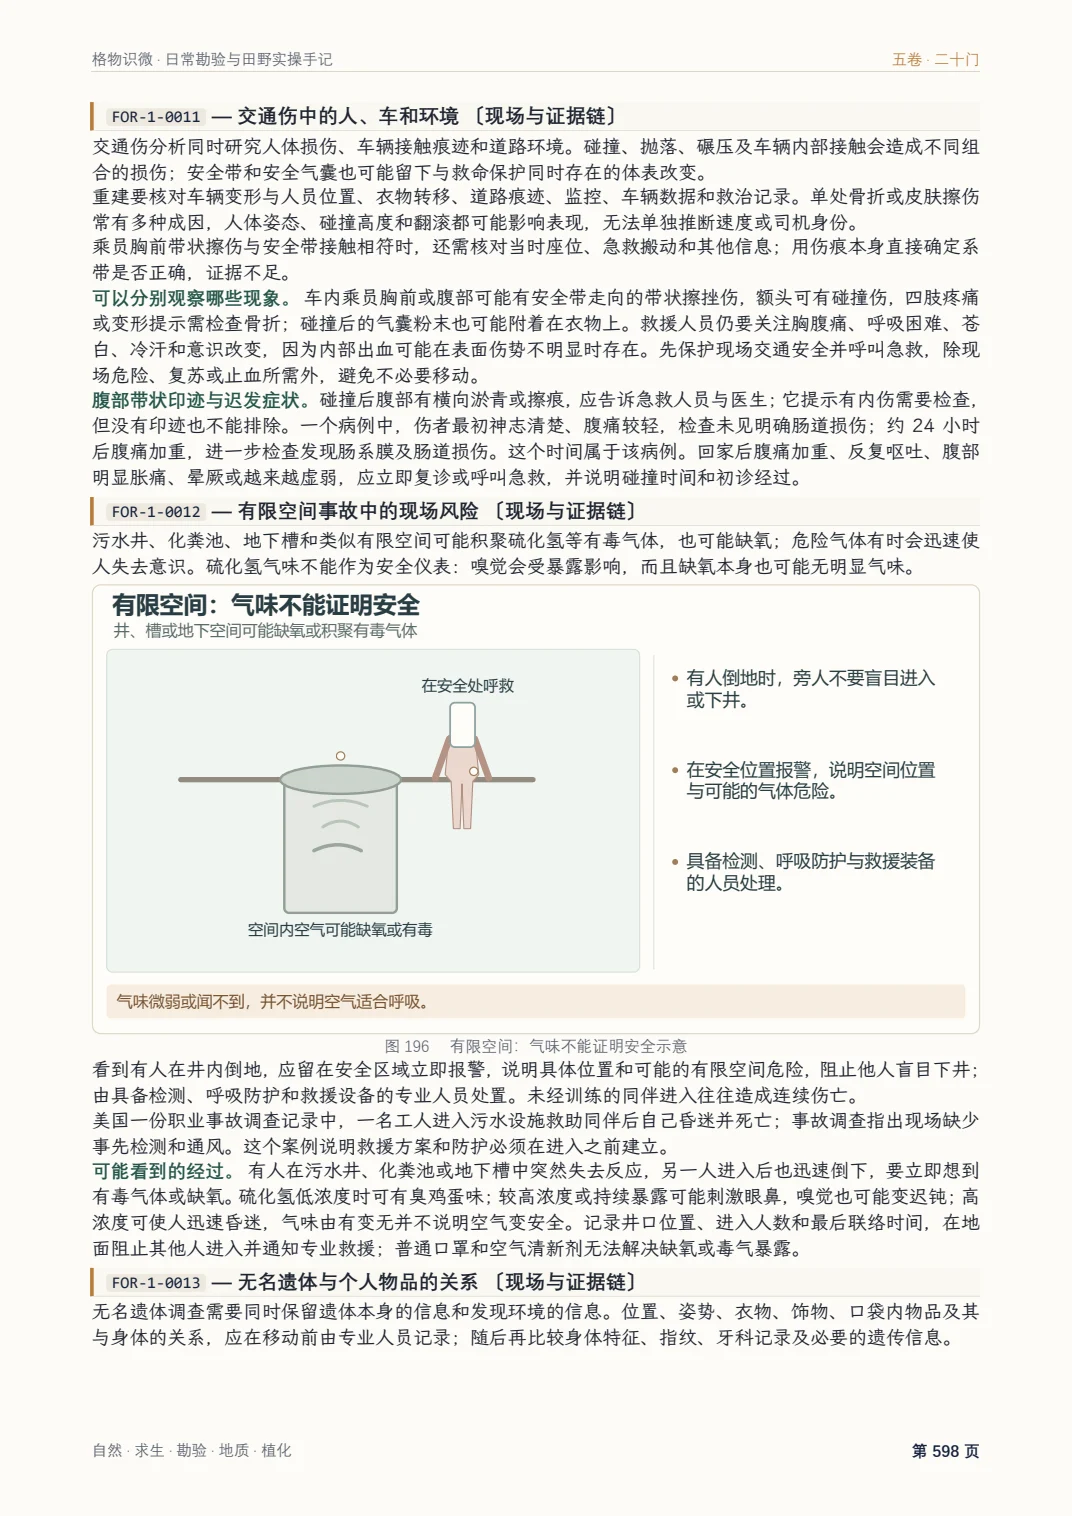 格物识微 · 日常勘验与田野实操手记
五卷 · 二十门
FOR-1-0011 — 交通伤中的人、车和环境 〔现场与证据链〕
交通伤分析同时研究人体损伤、车辆接触痕迹和道路环境。碰撞、抛落、碾压及车辆内部接触会造成不同组
合的损伤；安全带和安全气囊也可能留下与救命保护同时存在的体表改变。
重建要核对车辆变形与人员位置、衣物转移、道路痕迹、监控、车辆数据和救治记录。单处骨折或皮肤擦伤
常有多种成因，人体姿态、碰撞高度和翻滚都可能影响表现，无法单独推断速度或司机身份。
乘员胸前带状擦伤与安全带接触相符时，还需核对当时座位、急救搬动和其他信息；用伤痕本身直接确定系
带是否正确，证据不足。
可以分别观察哪些现象。 车内乘员胸前或腹部可能有安全带走向的带状擦挫伤，额头可有碰撞伤，四肢疼痛
或变形提示需检查骨折；碰撞后的气囊粉末也可能附着在衣物上。救援人员仍要关注胸腹痛、呼吸困难、苍
白、冷汗和意识改变，因为内部出血可能在表面伤势不明显时存在。先保护现场交通安全并呼叫急救，除现
场危险、复苏或止血所需外，避免不必要移动。
腹部带状印迹与迟发症状。碰撞后腹部有横向淤青或擦痕，应告诉急救人员与医生；它提示有内伤需要检查，
但没有印迹也不能排除。一个病例中，伤者最初神志清楚、腹痛较轻，检查未见明确肠道损伤；约 24 小时
后腹痛加重，进一步检查发现肠系膜及肠道损伤。这个时间属于该病例。回家后腹痛加重、反复呕吐、腹部
明显胀痛、晕厥或越来越虚弱，应立即复诊或呼叫急救，并说明碰撞时间和初诊经过。
FOR-1-0012 — 有限空间事故中的现场风险 〔现场与证据链〕
污水井、化粪池、地下槽和类似有限空间可能积聚硫化氢等有毒气体，也可能缺氧；危险气体有时会迅速使
人失去意识。硫化氢气味不能作为安全仪表：嗅觉会受暴露影响，而且缺氧本身也可能无明显气味。
有限空间：气味不能证明安全
井、槽或地下空间可能缺氧或积聚有毒气体
在安全处呼救
空间内空气可能缺氧或有毒
• 有人倒地时，旁人不要盲目进入
或下井。
• 在安全位置报警，说明空间位置
与可能的气体危险。
• 具备检测、呼吸防护与救援装备
的人员处理。
气味微弱或闻不到，并不说明空气适合呼吸。
图 196 有限空间：气味不能证明安全示意
看到有人在井内倒地，应留在安全区域立即报警，说明具体位置和可能的有限空间危险，阻止他人盲目下井；
由具备检测、呼吸防护和救援设备的专业人员处置。未经训练的同伴进入往往造成连续伤亡。
美国一份职业事故调查记录中，一名工人进入污水设施救助同伴后自己昏迷并死亡；事故调查指出现场缺少
事先检测和通风。这个案例说明救援方案和防护必须在进入之前建立。
可能看到的经过。 有人在污水井、化粪池或地下槽中突然失去反应，另一人进入后也迅速倒下，要立即想到
有毒气体或缺氧。硫化氢低浓度时可有臭鸡蛋味；较高浓度或持续暴露可能刺激眼鼻，嗅觉也可能变迟钝；高
浓度可使人迅速昏迷，气味由有变无并不说明空气变安全。记录井口位置、进入人数和最后联络时间，在地
面阻止其他人进入并通知专业救援；普通口罩和空气清新剂无法解决缺氧或毒气暴露。
FOR-1-0013 — 无名遗体与个人物品的关系 〔现场与证据链〕
无名遗体调查需要同时保留遗体本身的信息和发现环境的信息。位置、姿势、衣物、饰物、口袋内物品及其
与身体的关系，应在移动前由专业人员记录；随后再比较身体特征、指纹、牙科记录及必要的遗传信息。
自然 · 求生 · 勘验 · 地质 · 植化
第 598 页